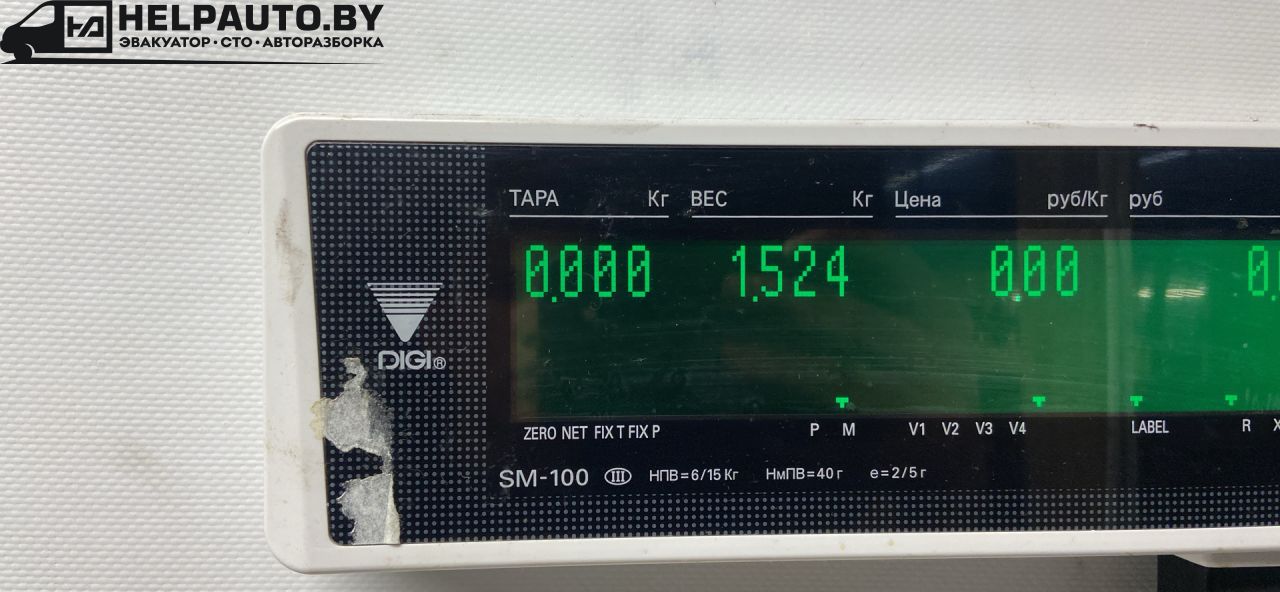 HELPAUTO.BY
ЭВАКУАТОР·СТО·АВТОРАЗБОРКА
ТАРА Кг ВЕС Кг Цена руб/Кг руб
0.000 1.524 0.00 0.
DIGI®
ZERO NET FIX T FIX P P M V1 V2 V3 V4 LABEL R X
SM-100 III НПВ=6/15 Кг НмПВ=40 г е=2/5 г